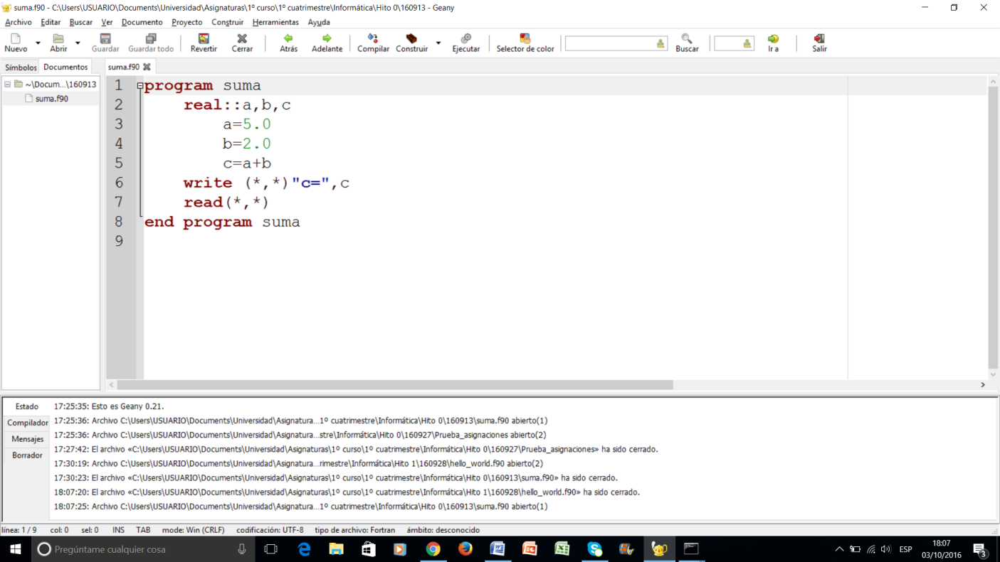 suma.f90 - C:\Users\USUARIO\Documents\Universidad\Asignaturas\1º curso\1º cuatrimestre\Informática\Hito 0\160913 - Geany
Archivo Editar Buscar Ver Documento Proyecto Construir Herramientas Ayuda
Nuevo Abrir Guardar Guardar todo Revertir Cerrar Atrás Adelante Compilar Construir Ejecutar Selector de color Buscar Ir a Salir
Símbolos Documentos suma.f90
~\Docum...\160913
suma.f90
1 program suma
2 real::a,b,c
3 a=5.0
4 b=2.0
5 c=a+b
6 write (*,*)"c=",c
7 read(*,*)
8 end program suma
9
Estado
Compilador
Mensajes
Borrador
17:25:35: Esto es Geany 0.21.
17:25:36: Archivo C:\Users\USUARIO\Documents\Universidad\Asignatura...1º cuatrimestre\Informática\Hito 0\160913\suma.f90 abierto(1)
17:25:36: Archivo C:\Users\USUARIO\Documents\Universidad\Asignatura...stre\Informática\Hito 0\160927\Prueba_asignaciones abierto(2)
17:27:42: El archivo «C:\Users\USUARIO\Documents\Universidad\Asignaturas\1º curso\1º cuatrimestre\Informática\Hito 0\160927\Prueba_asignaciones» ha sido cerrado.
17:30:19: Archivo C:\Users\USUARIO\Documents\Universidad\Asignatura...rimestre\Informática\Hito 1\160928\hello_world.f90 abierto(2)
17:30:23: El archivo «C:\Users\USUARIO\Documents\Universidad\Asignaturas\1º curso\1º cuatrimestre\Informática\Hito 0\160913\suma.f90» ha sido cerrado.
18:07:20: El archivo «C:\Users\USUARIO\Documents\Universidad\Asignaturas\1º curso\1º cuatrimestre\Informática\Hito 1\160928\hello_world.f90» ha sido cerrado.
18:07:25: Archivo C:\Users\USUARIO\Documents\Universidad\Asignatura...1º cuatrimestre\Informática\Hito 0\160913\suma.f90 abierto(1)
línea: 1 / 9 col: 0 sel: 0 INS TAB mode: Win (CRLF) codificación: UTF-8 tipo de archivo: Fortran ámbito: desconocido
Pregúntame cualquier cosa
ESP
18:07
03/10/2016
3